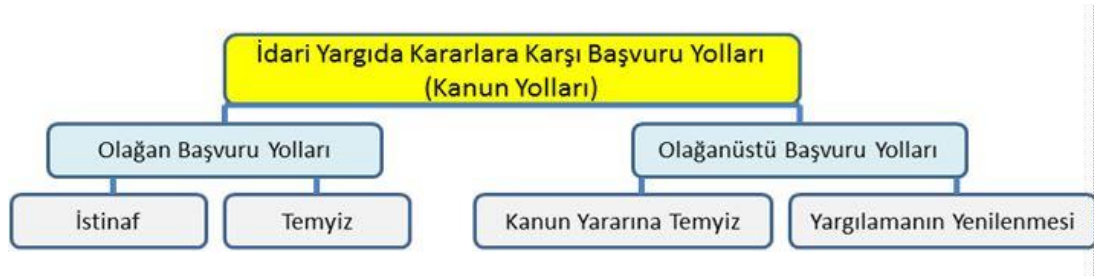 İdari Yargıda Kararlara Karşı Başvuru Yolları
(Kanun Yolları)
Olağan Başvuru Yolları
Olağanüstü Başvuru Yolları
İstinaf
Temyiz
Kanun Yararına Temyiz
Yargılamanın Yenilenmesi